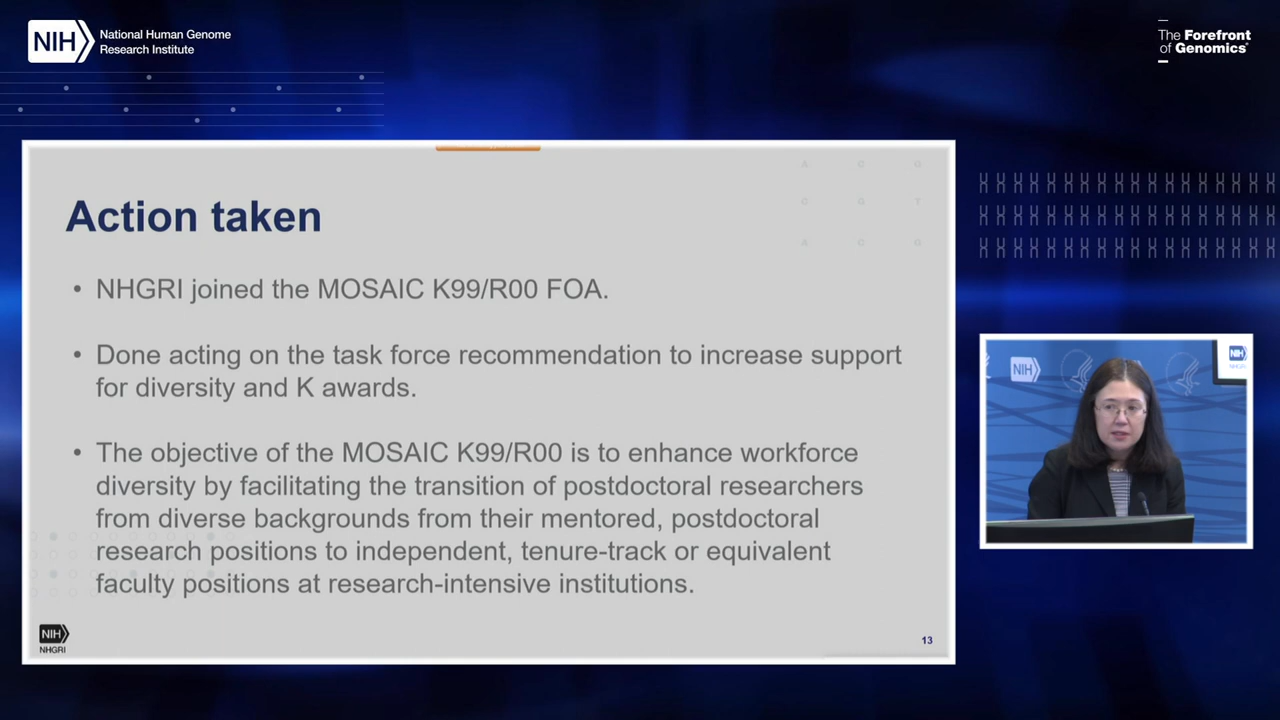 NIH
National Human Genome
Research Institute
The Forefront
of Genomics®
A C G
G G T
A C G
Action taken
• NHGRI joined the MOSAIC K99/R00 FOA.
• Done acting on the task force recommendation to increase support
for diversity and K awards.
• The objective of the MOSAIC K99/R00 is to enhance workforce
diversity by facilitating the transition of postdoctoral researchers
from diverse backgrounds from their mentored, postdoctoral
research positions to independent, tenure-track or equivalent
faculty positions at research-intensive institutions.
NIH
NHGRI
13
NIH
NIH